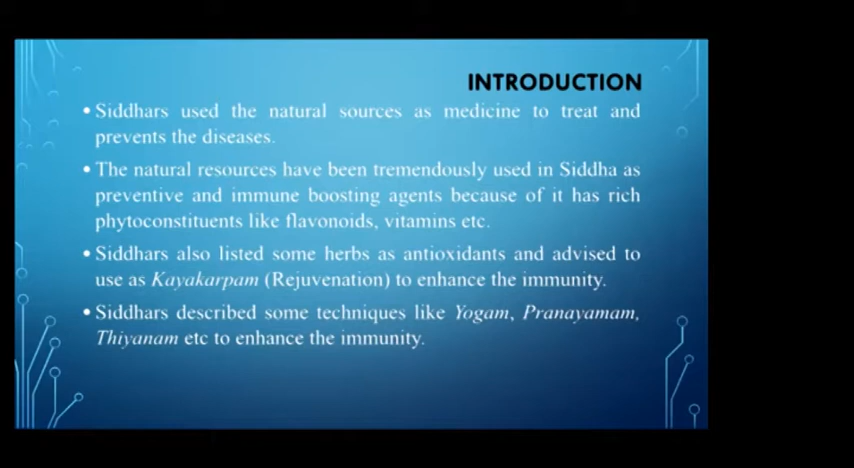 INTRODUCTION
• Siddhars used the natural sources as medicine to treat and
prevents the diseases.
• The natural resources have been tremendously used in Siddha as
preventive and immune boosting agents because of it has rich
phytoconstituents like flavonoids, vitamins etc.
• Siddhars also listed some herbs as antioxidants and advised to
use as Kayakarpam (Rejuvenation) to enhance the immunity.
• Siddhars described some techniques like Yogam, Pranayamam,
Thiyanam etc to enhance the immunity.